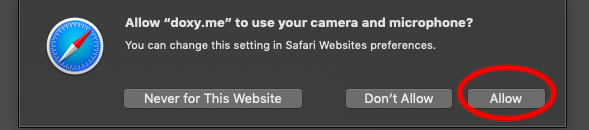 Allow “doxy.me” to use your camera and microphone?
You can change this setting in Safari Websites preferences.
Never for This Website Don’t Allow Allow